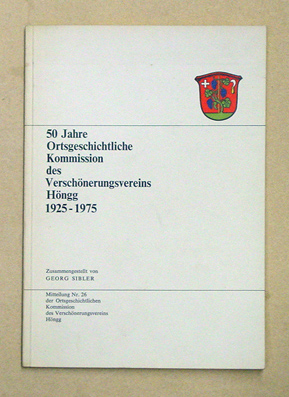 50 Jahre
Ortsgeschichtliche
Kommission
des
Verschönerungsvereins
Höngg
1925-1975
Zusammengestellt von
GEORG SIBLER
Mitteilung Nr. 26
der Ortsgeschichtlichen
Kommission
des Verschönerungsvereins
Höngg